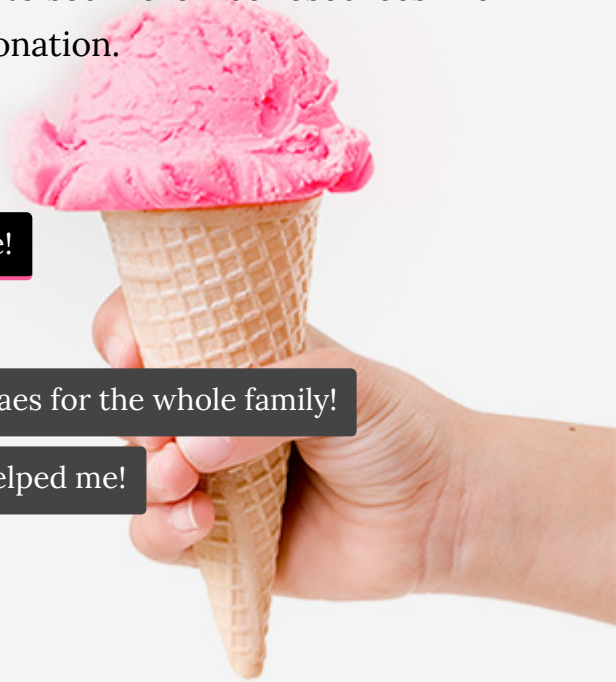 onation.
e!
aes for the whole family!
elped me!